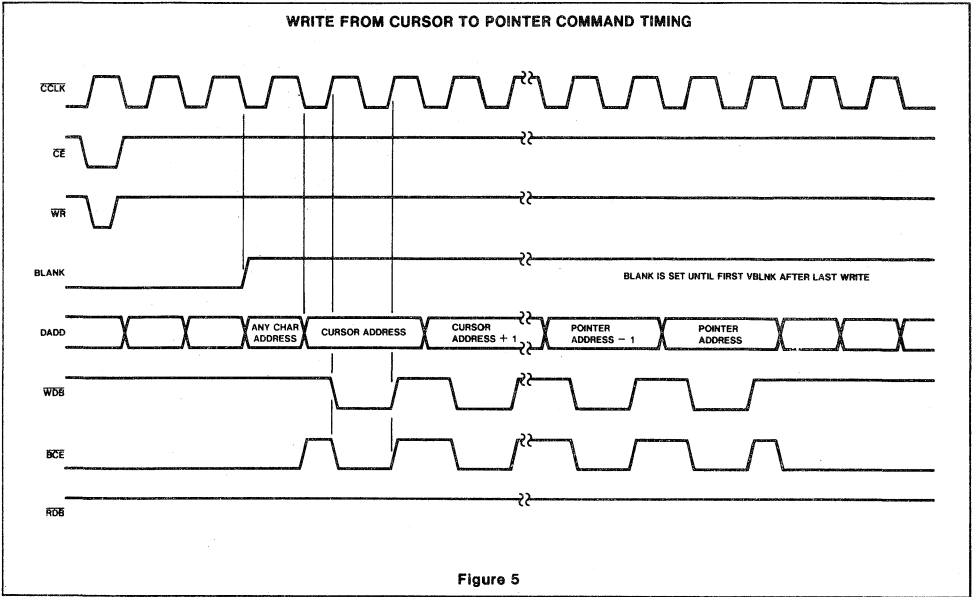 WRITE FROM CURSOR TO POINTER COMMAND TIMING
CCLK
CE
WR
BLANK
BLANK IS SET UNTIL FIRST VBLNK AFTER LAST WRITE
DADD
ANY CHAR
ADDRESS
CURSOR ADDRESS
CURSOR
ADDRESS + 1
POINTER
ADDRESS − 1
POINTER
ADDRESS
WDB
BCE
RDB
Figure 5